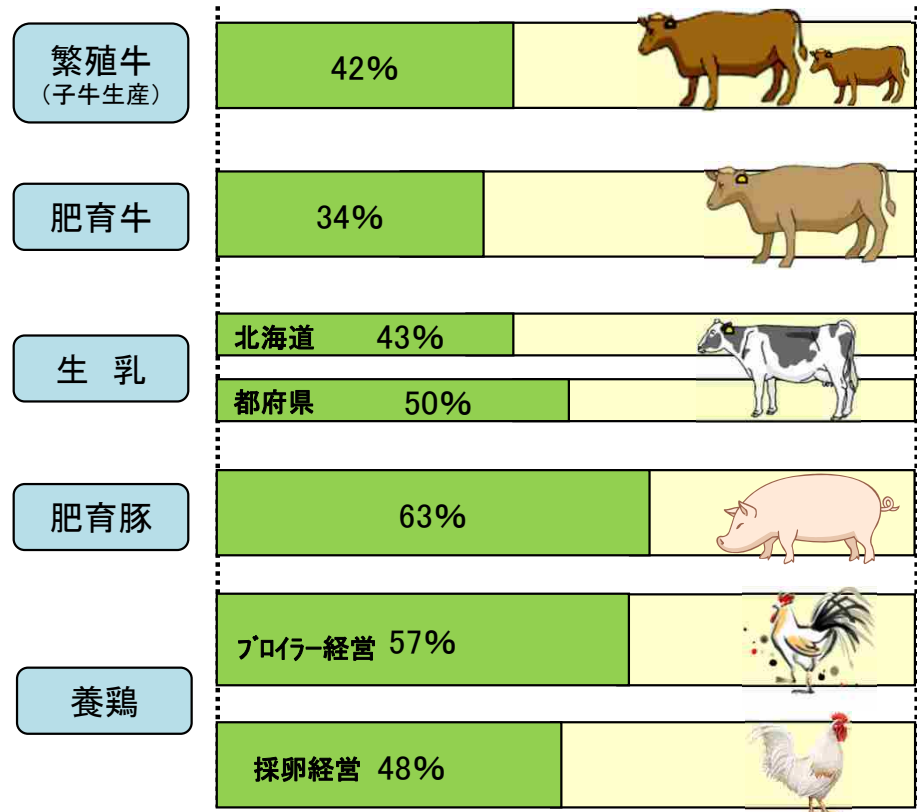 繁殖牛
(子牛生産)
42%
肥育牛
34%
生 乳
北海道 43%
都府県 50%
肥育豚
63%
養鶏
ブロイラー経営 57%
採卵経営 48%